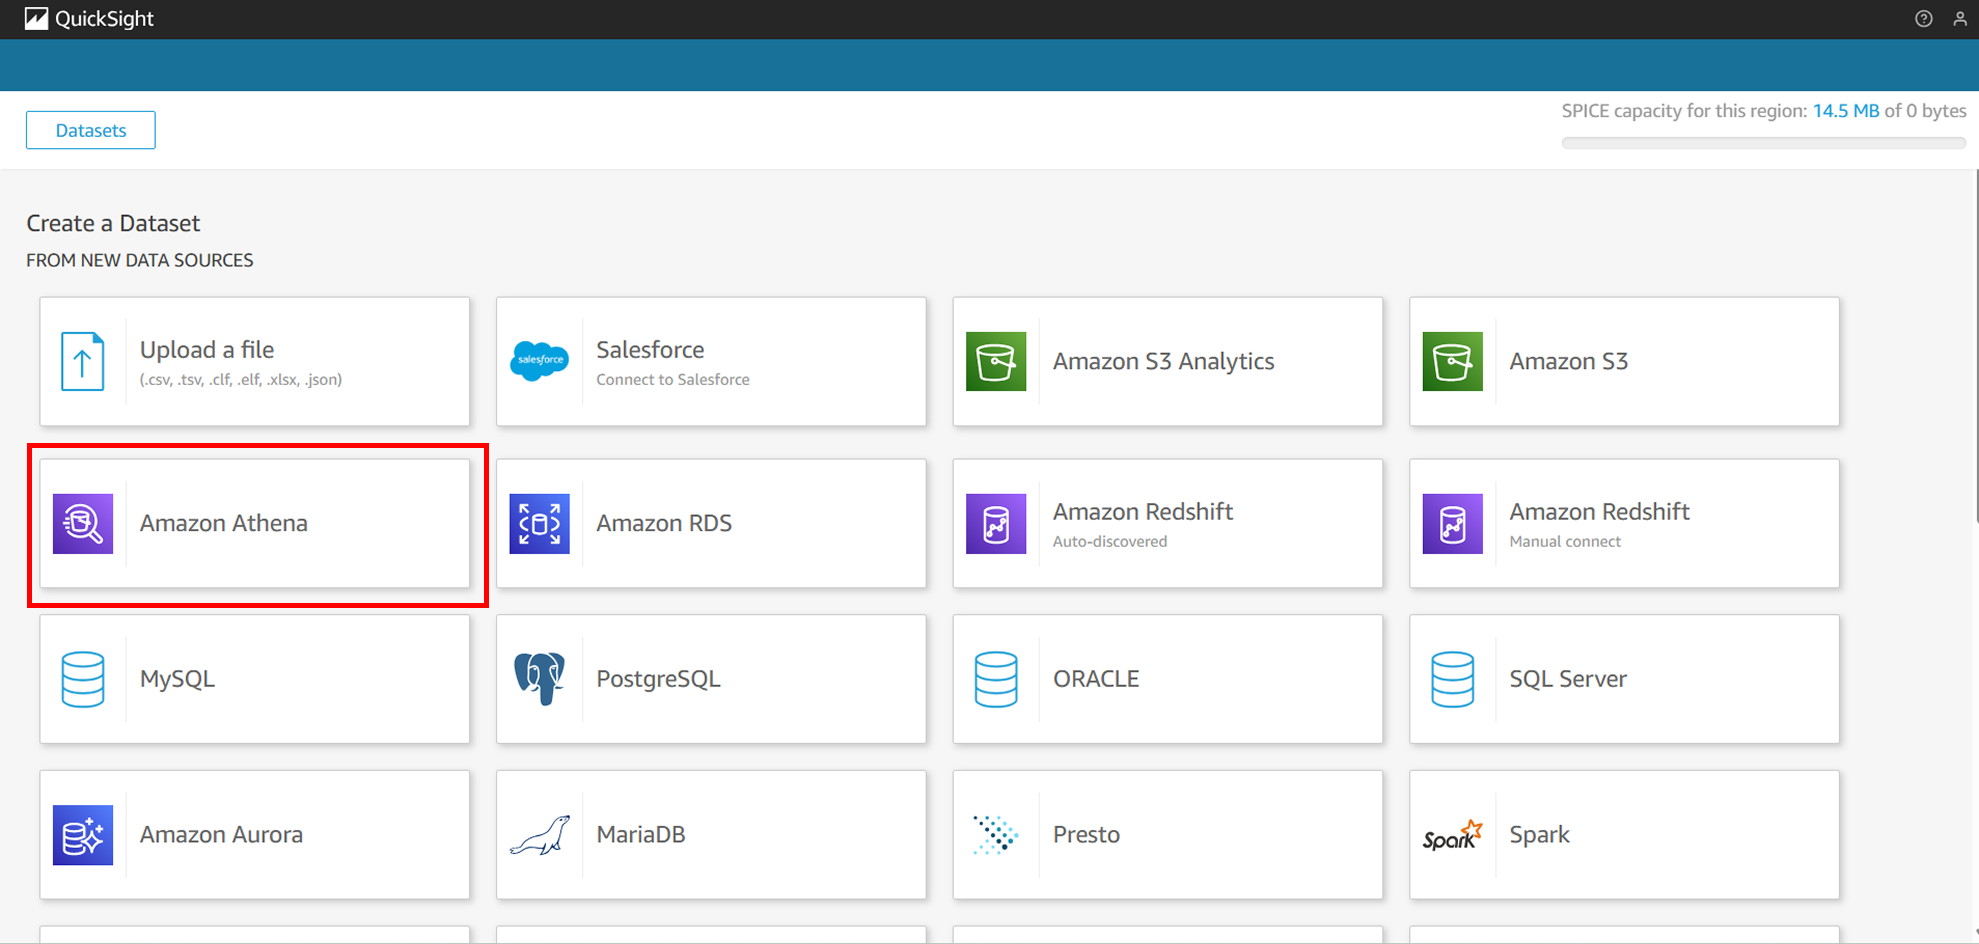 QuickSight
Datasets
SPICE capacity for this region: 14.5 MB of 0 bytes
Create a Dataset
FROM NEW DATA SOURCES
Upload a file
(.csv, .tsv, .clf, .elf, .xlsx, .json)
salesforce
Salesforce
Connect to Salesforce
Amazon S3 Analytics
Amazon S3
Amazon Athena
Amazon RDS
Amazon Redshift
Auto-discovered
Amazon Redshift
Manual connect
MySQL
PostgreSQL
ORACLE
SQL Server
Amazon Aurora
MariaDB
Presto
Spark
Spark